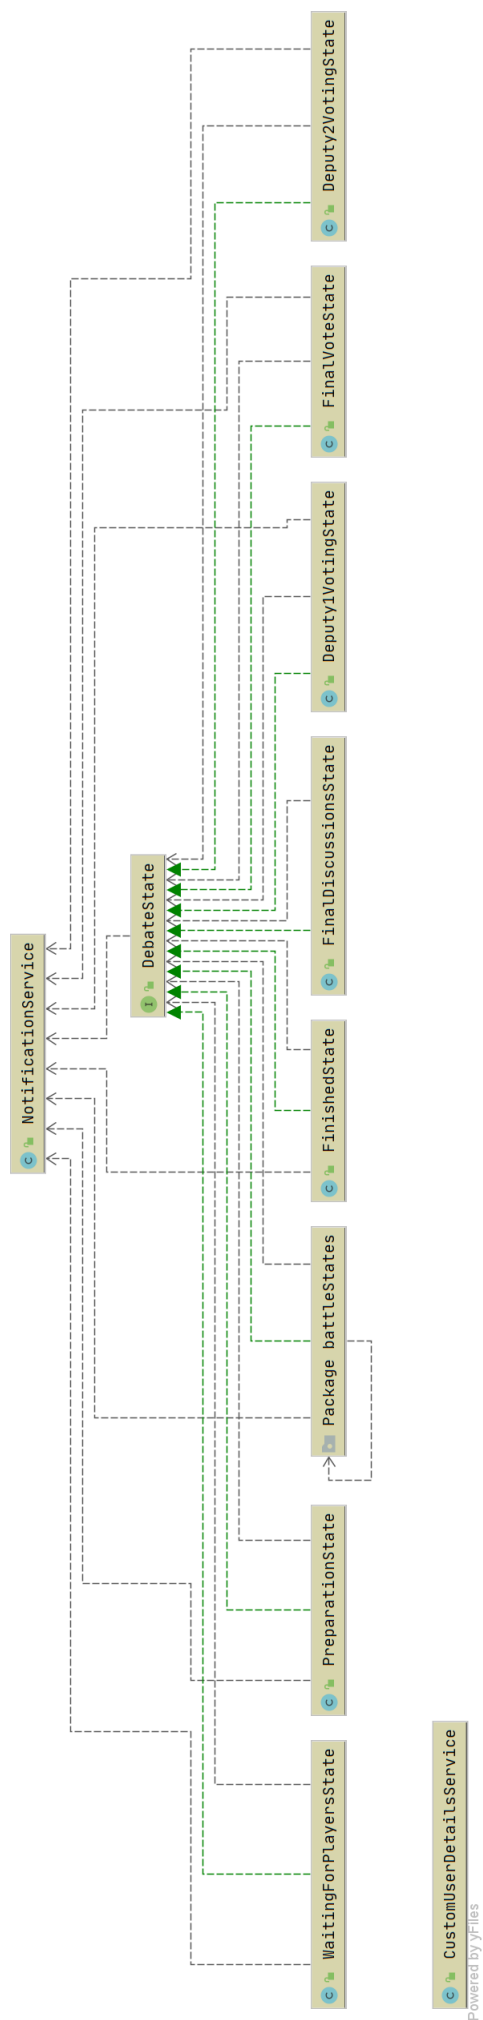 NotificationService
DebateState
WaitingForPlayersState
PreparationState
Package battleStates
FinishedState
FinalDiscussionsState
Deputy1VotingState
FinalVoteState
Deputy2VotingState
CustomUserDetailsService
Powered by yFiles